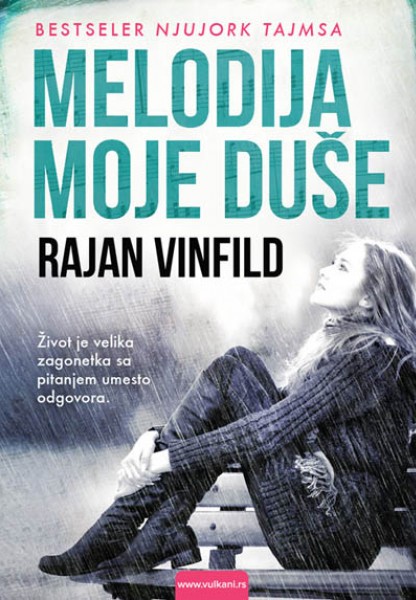 BESTSELER NJUJORK TAJMSA
MELODIJA
MOJE DUŠE
RAJAN VINFILD
Život je velika
zagonetka sa
pitanjem umesto
odgovora.
www.vulkani.rs